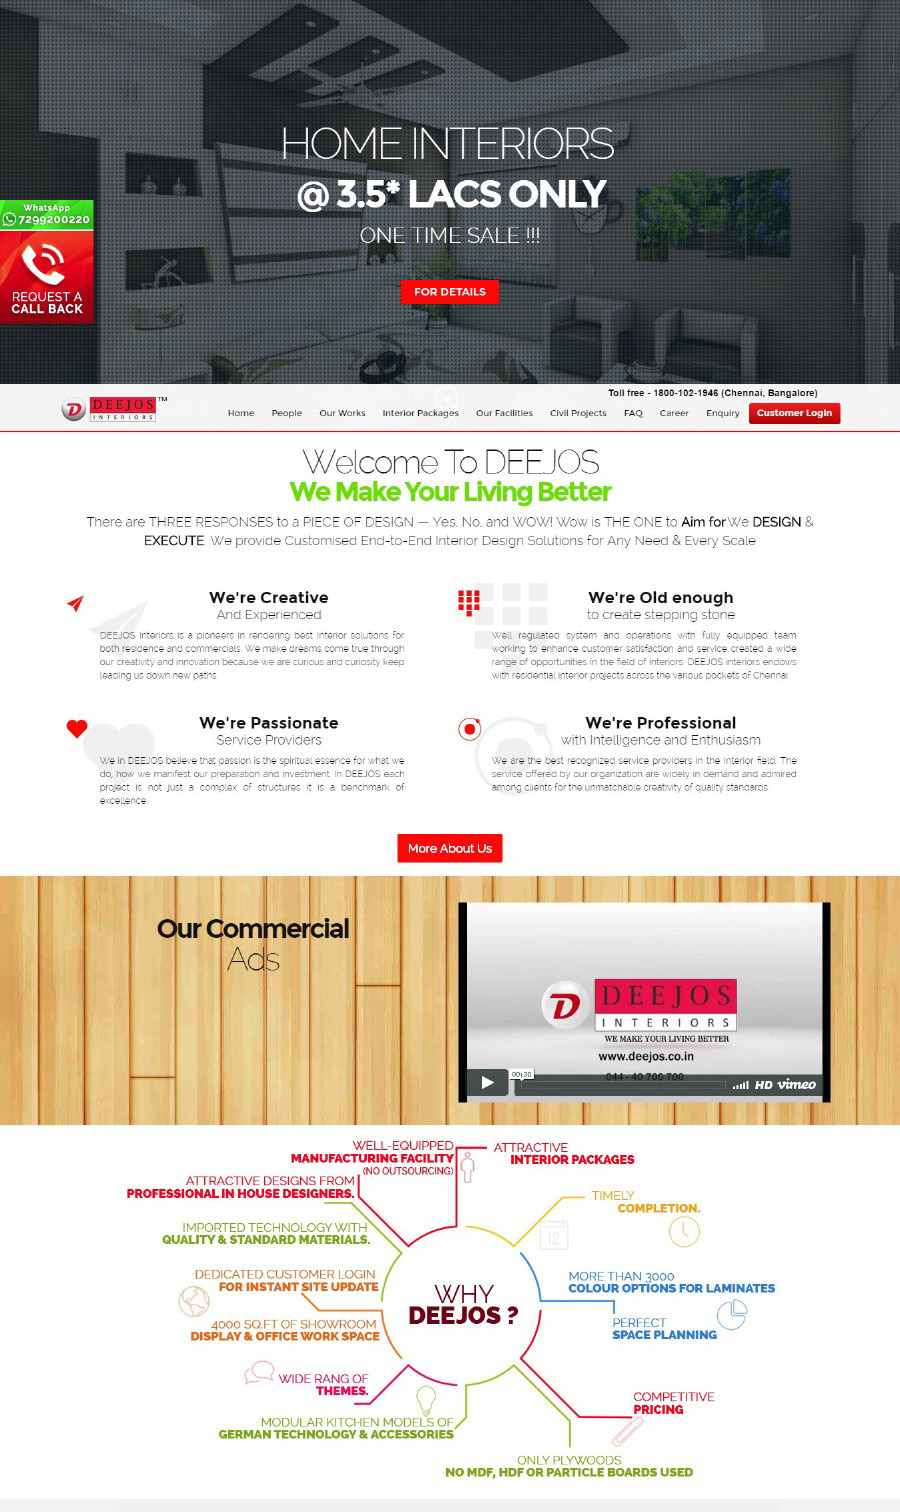 HOME INTERIORS
@ 3.5* LACS ONLY
ONE TIME SALE !!!
FOR DETAILS
WhatsApp
7299200220
REQUEST A
CALL BACK
Toll free - 1800-102-1946 (Chennai, Bangalore)
DEEJOS TM
INTERIORS
Home People Our Works Interior Packages Our Facilities Civil Projects FAQ Career Enquiry Customer Login
Welcome To DEEJOS
We Make Your Living Better
There are THREE RESPONSES to a PIECE OF DESIGN — Yes, No, and WOW! Wow is THE ONE to Aim for We DESIGN &
EXECUTE. We provide Customised End-to-End Interior Design Solutions for Any Need & Every Scale
We're Creative
And Experienced
DEEJOS Interiors is a pioneers in rendering best interior solutions for
both residence and commercials. We make dreams come true through
our creativity and innovation because we are curious and curiosity keep
leading us down new paths.
We're Old enough
to create stepping stone
Well regulated system and operations with fully equipped team
working to enhance customer satisfaction and service created a wide
range of opportunities in the field of interiors. DEEJOS interiors endows
with residential interior projects across the various pockets of Chennai
We're Passionate
Service Providers
We in DEEJOS believe that passion is the spiritual essence for what we
do, how we manifest our preparation and investment. In DEEJOS each
project is not just a complex of structures it is a benchmark of
excellence.
We're Professional
with Intelligence and Enthusiasm
We are the best recognized service providers in the interior field. The
service offered by our organization are widely in demand and admired
among clients for the unmatchable creativity of quality standards.
More About Us
Our Commercial
Ads
D DEEJOS
INTERIORS
WE MAKE YOUR LIVING BETTER
www.deejos.co.in
044 - 40 700 700
00:30
HD vimeo
WELL-EQUIPPED
MANUFACTURING FACILITY
(NO OUTSOURCING)
ATTRACTIVE
INTERIOR PACKAGES
ATTRACTIVE DESIGNS FROM
PROFESSIONAL IN HOUSE DESIGNERS.
TIMELY
COMPLETION.
IMPORTED TECHNOLOGY WITH
QUALITY & STANDARD MATERIALS.
12
DEDICATED CUSTOMER LOGIN
FOR INSTANT SITE UPDATE
MORE THAN 3000
COLOUR OPTIONS FOR LAMINATES
WHY
DEEJOS ?
4000 SQ.FT OF SHOWROOM
DISPLAY & OFFICE WORK SPACE
PERFECT
SPACE PLANNING
WIDE RANG OF
THEMES.
COMPETITIVE
PRICING
MODULAR KITCHEN MODELS OF
GERMAN TECHNOLOGY & ACCESSORIES
ONLY PLYWOODS
NO MDF, HDF OR PARTICLE BOARDS USED